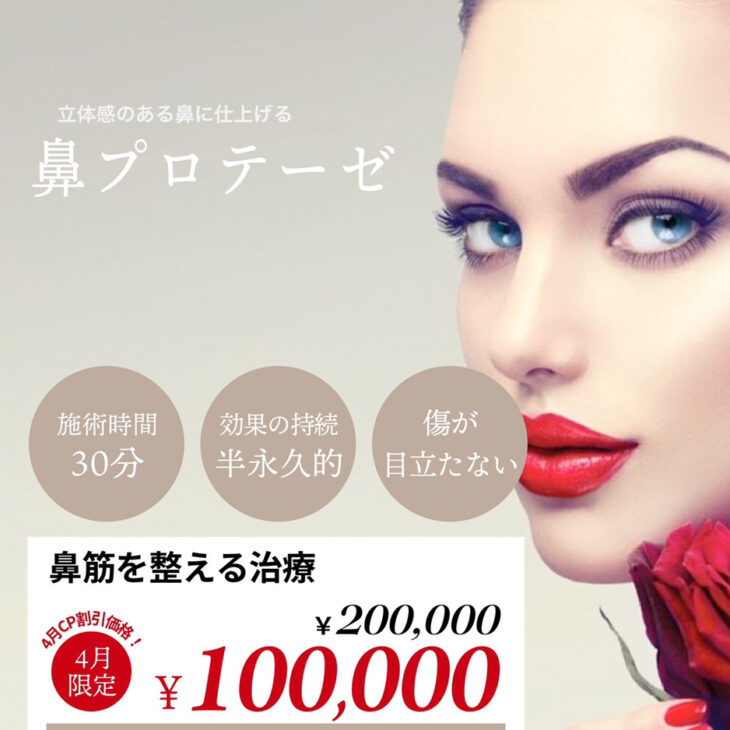 立体感のある鼻に仕上げる
鼻プロテーゼ
施術時間
30分
効果の持続
半永久的
傷が
目立たない
鼻筋を整える治療
¥200,000
4月CP割引価格！
4月
限定
¥100,000